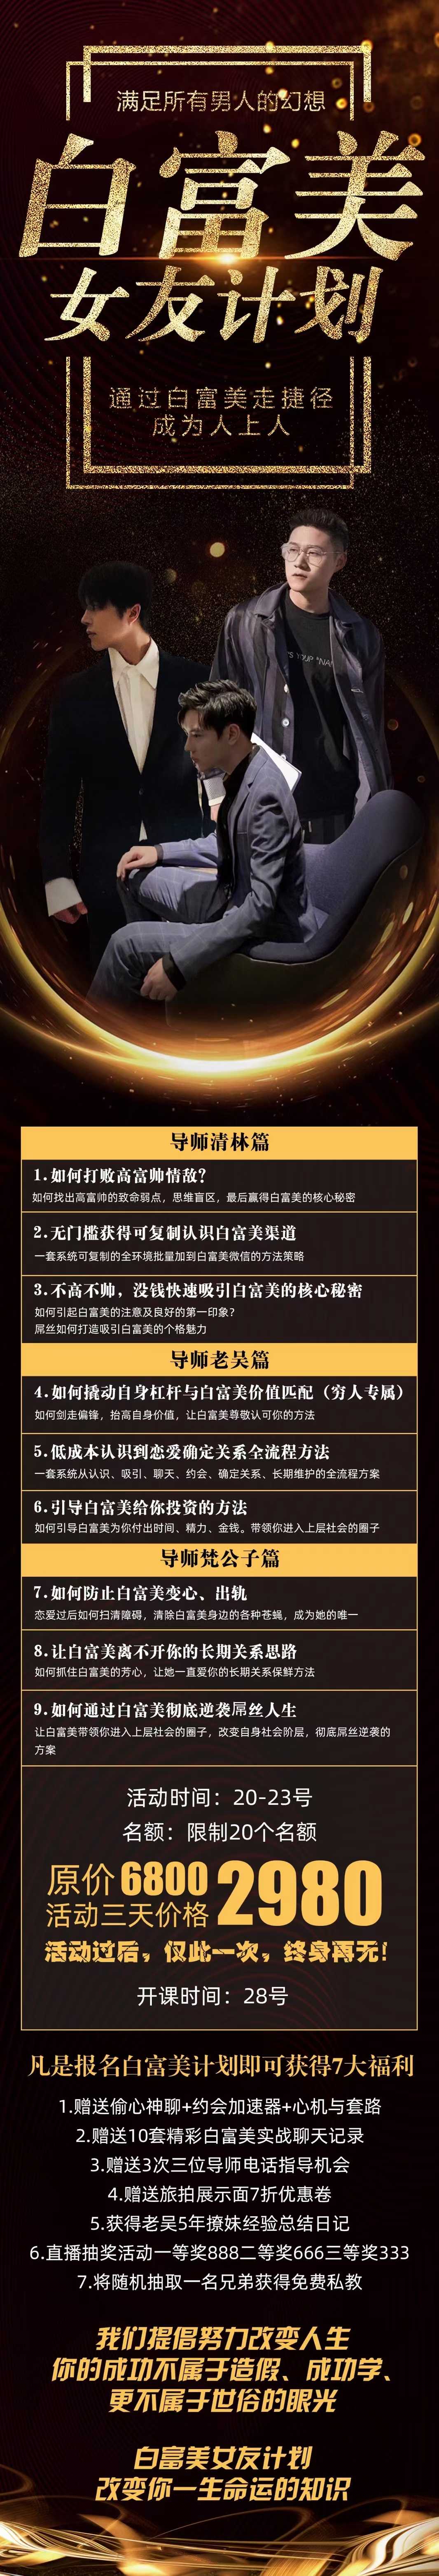 满足所有男人的幻想
白富美
女友计划
通过白富美走捷径
成为人上人
导师清林篇
1.如何打败高富帅情敌?
如何找出高富帅的致命弱点，思维盲区，最后赢得白富美的核心秘密
2.无门槛获得可复制认识白富美渠道
一套系统可复制的全环境批量加到白富美微信的方法策略
3.不高不帅，没钱快速吸引白富美的核心秘密
如何引起白富美的注意及良好的第一印象?
屌丝如何打造吸引白富美的个格魅力
导师老吴篇
4.如何撬动自身杠杆与白富美价值匹配（穷人专属）
如何剑走偏锋，抬高自身价值，让白富美尊敬认可你的方法
5.低成本认识到恋爱确定关系全流程方法
一套系统从认识、吸引、聊天、约会、确定关系、长期维护的全流程方案
6.引导白富美给你投资的方法
如何引导白富美为你付出时间、精力、金钱。带领你进入上层社会的圈子
导师梵公子篇
7.如何防止白富美变心、出轨
恋爱过后如何扫清障碍，清除白富美身边的各种苍蝇，成为她的唯一
8.让白富美离不开你的长期关系思路
如何抓住白富美的芳心，让她一直爱你的长期关系保鲜方法
9.如何通过白富美彻底逆袭屌丝人生
让白富美带领你进入上层社会的圈子，改变自身社会阶层，彻底屌丝逆袭的
方案
活动时间：20-23号
名额：限制20个名额
原价6800
活动三天价格2980
活动过后，仅此一次，终身再无!
开课时间：28号
凡是报名白富美计划即可获得7大福利
1.赠送偷心神聊+约会加速器+心机与套路
2.赠送10套精彩白富美实战聊天记录
3.赠送3次三位导师电话指导机会
4.赠送旅拍展示面7折优惠卷
5.获得老吴5年撩妹经验总结日记
6.直播抽奖活动一等奖888二等奖666三等奖333
7.将随机抽取一名兄弟获得免费私教
我们提倡努力改变人生
你的成功不属于造假、成功学、
更不属于世俗的眼光
白富美女友计划
改变你一生命运的知识